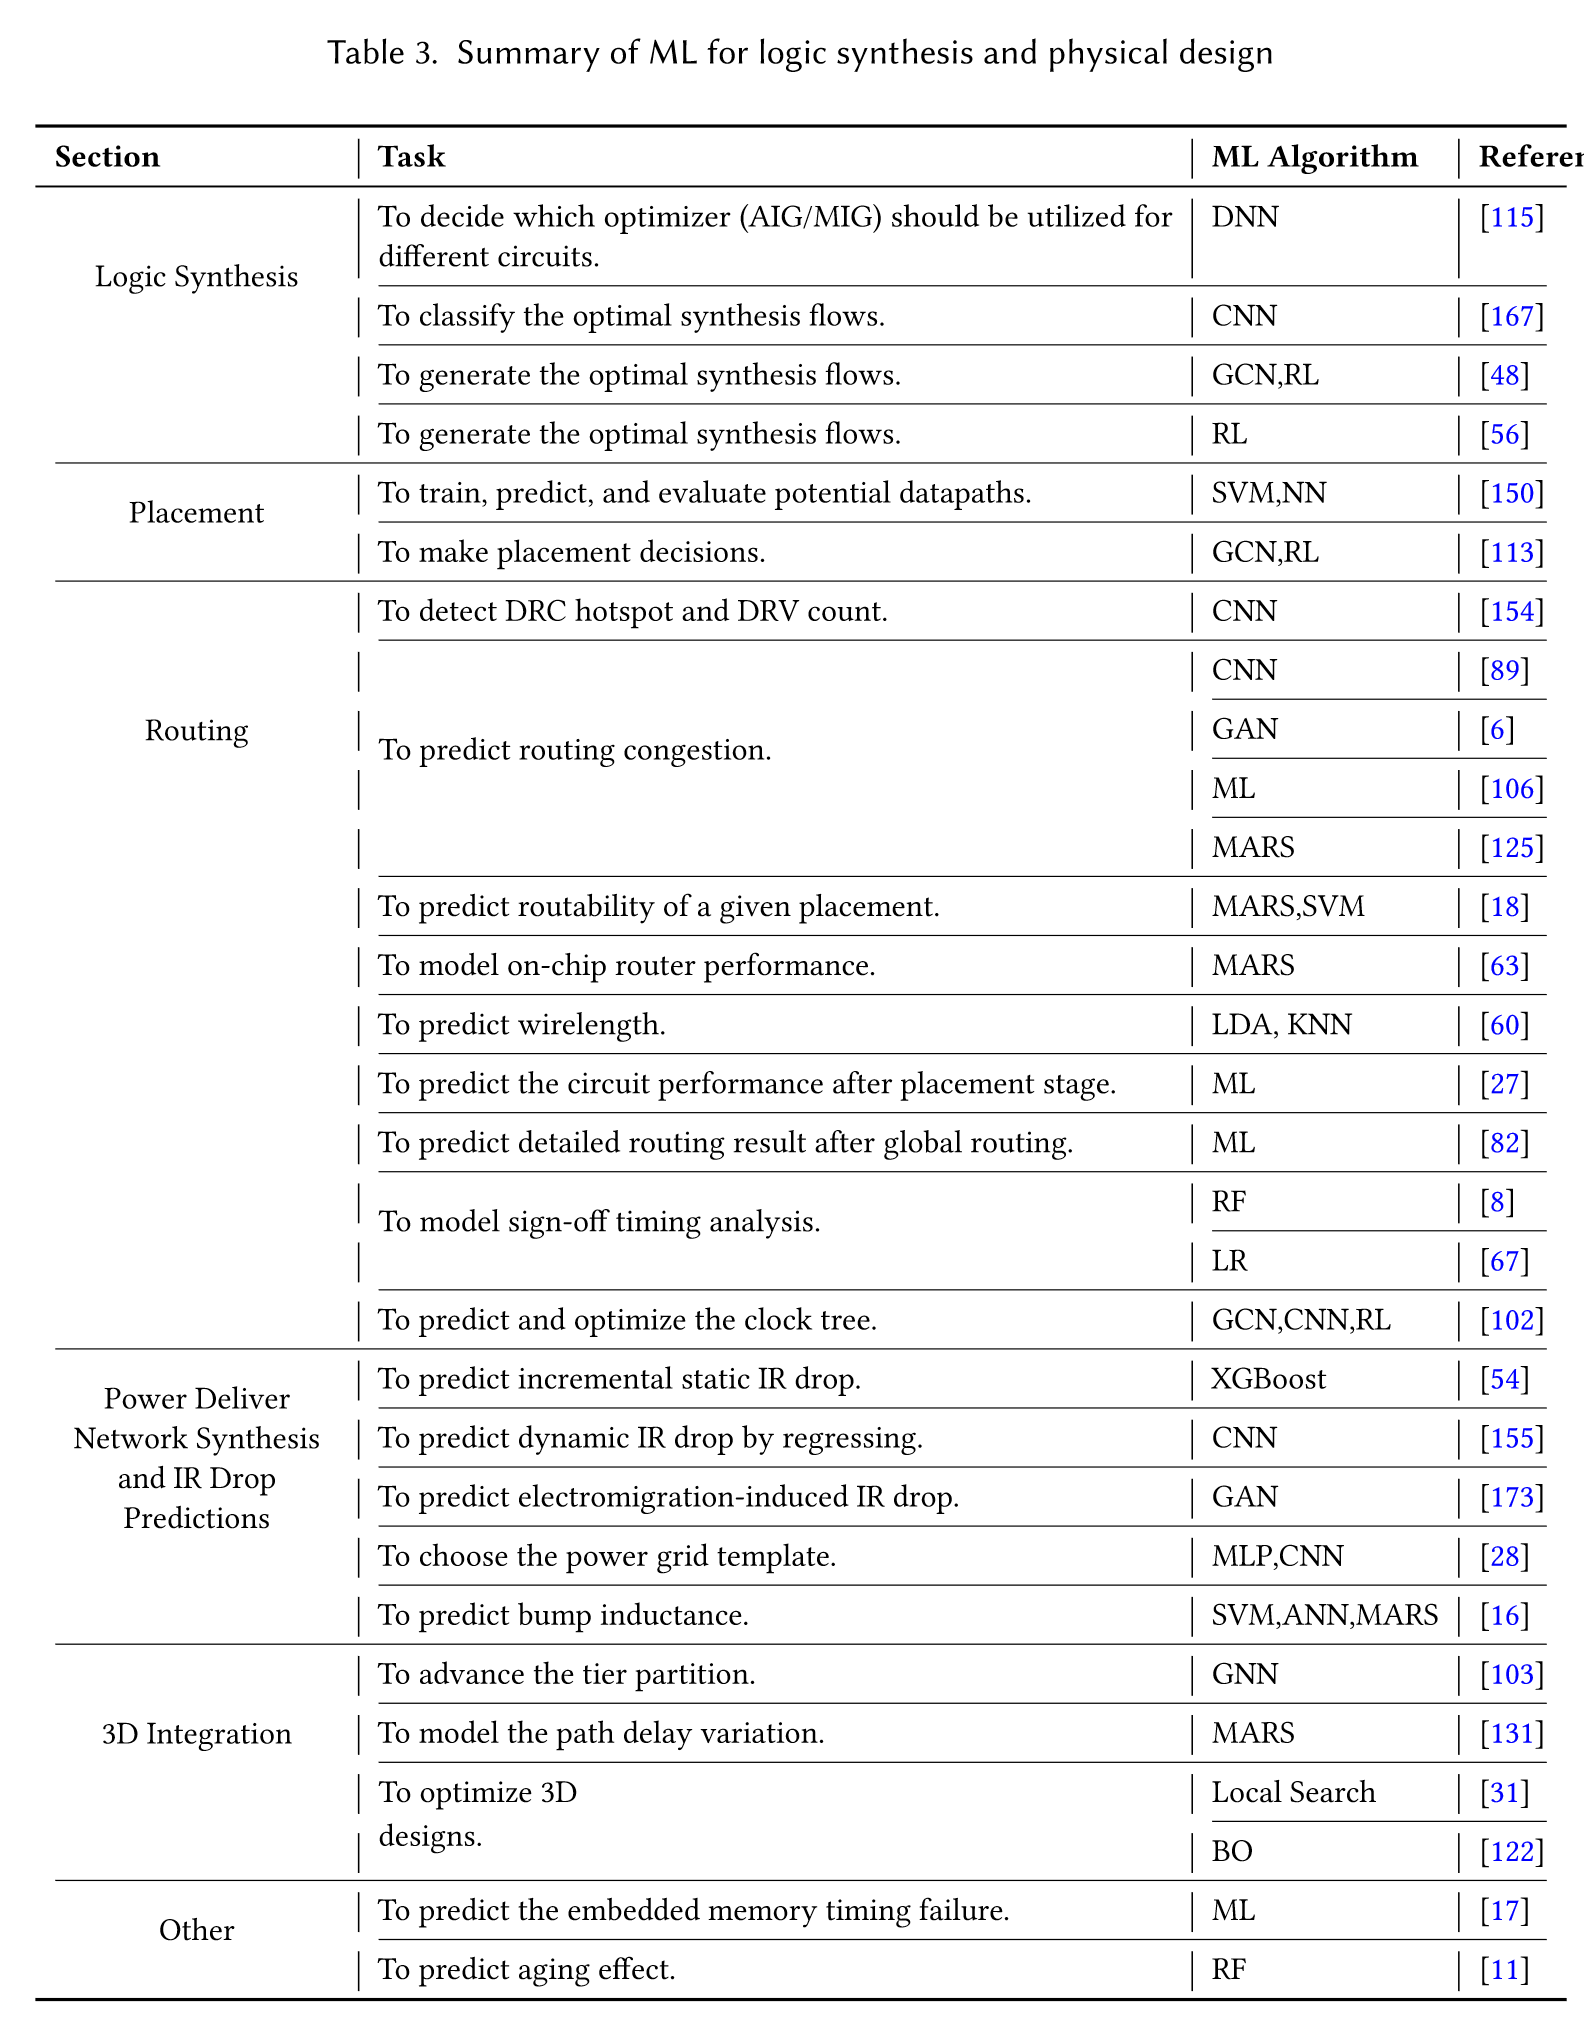 Table 3. Summary of ML for logic synthesis and physical design
Section Task ML Algorithm Referen
To decide which optimizer (AIG/MIG) should be utilized for DNN [115]
different circuits.
Logic Synthesis
To classify the optimal synthesis flows. CNN [167]
To generate the optimal synthesis flows. GCN,RL [48]
To generate the optimal synthesis flows. RL [56]
Placement
To train, predict, and evaluate potential datapaths. SVM,NN [150]
To make placement decisions. GCN,RL [113]
Routing
To detect DRC hotspot and DRV count. CNN [154]
To predict routing congestion.
CNN [89]
GAN [6]
ML [106]
MARS [125]
To predict routability of a given placement. MARS,SVM [18]
To model on-chip router performance. MARS [63]
To predict wirelength. LDA, KNN [60]
To predict the circuit performance after placement stage. ML [27]
To predict detailed routing result after global routing. ML [82]
To model sign-off timing analysis.
RF [8]
LR [67]
To predict and optimize the clock tree. GCN,CNN,RL [102]
Power Deliver
Network Synthesis
and IR Drop
Predictions
To predict incremental static IR drop. XGBoost [54]
To predict dynamic IR drop by regressing. CNN [155]
To predict electromigration-induced IR drop. GAN [173]
To choose the power grid template. MLP,CNN [28]
To predict bump inductance. SVM,ANN,MARS [16]
3D Integration
To advance the tier partition. GNN [103]
To model the path delay variation. MARS [131]
To optimize 3D
designs.
Local Search [31]
BO [122]
Other
To predict the embedded memory timing failure. ML [17]
To predict aging effect. RF [11]